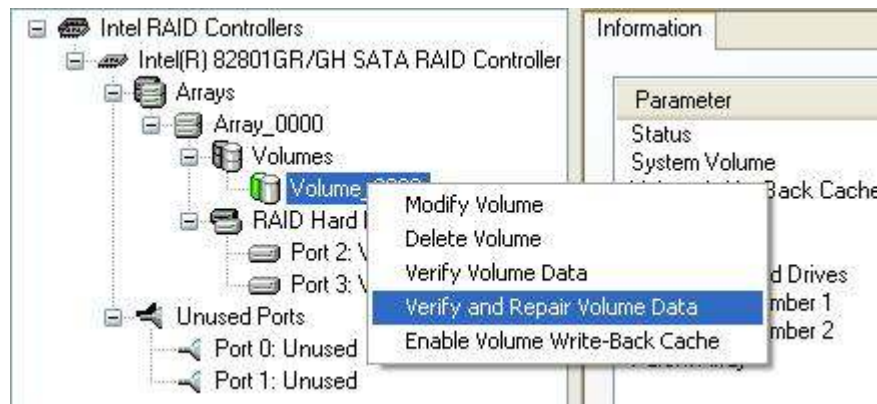 Intel RAID Controllers
Intel(R) 82801GR/GH SATA RAID Controller
Arrays
Array_0000
Volumes
Volume_0000
RAID Hard
Port 2:
Port 3:
Unused Ports
Port 0: Unused
Port 1: Unused
Modify Volume
Delete Volume
Verify Volume Data
Verify and Repair Volume Data
Enable Volume Write-Back Cache
Information
Parameter
Status
System Volume
Back Cache
Drives
1
2